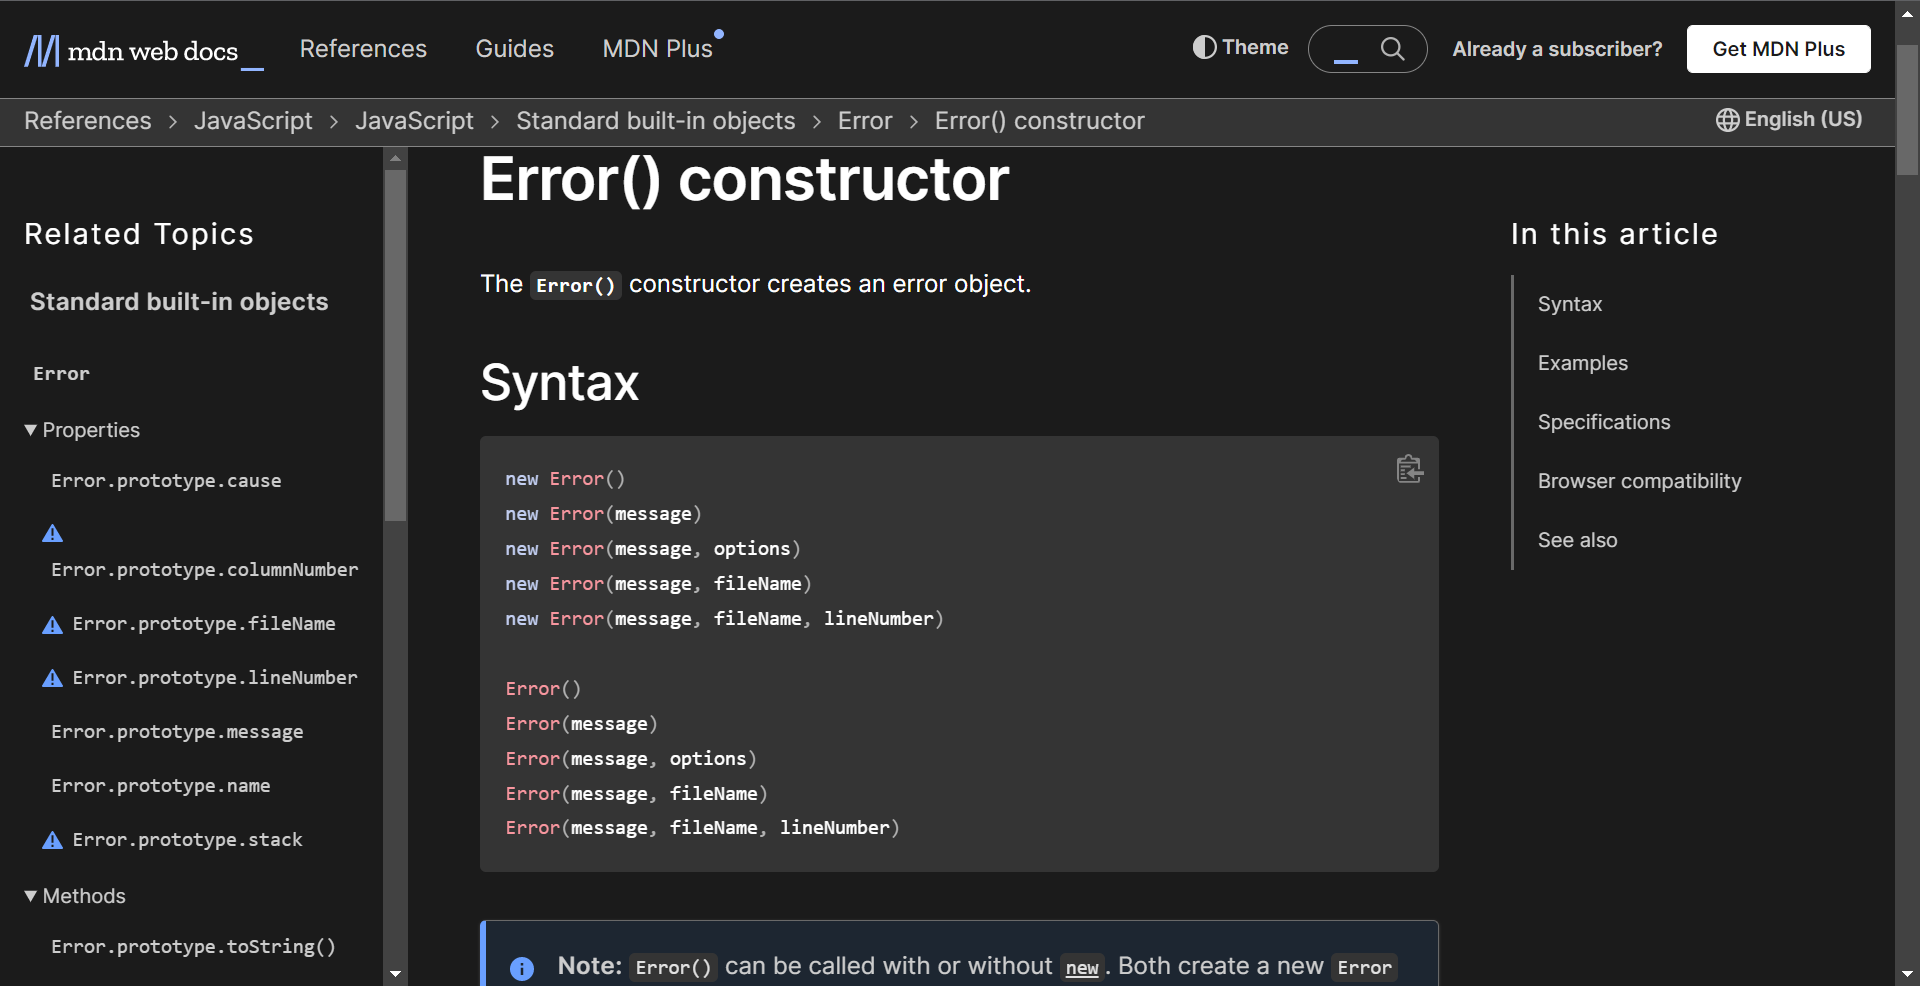 mdn web docs
References
Guides
MDN Plus
Theme
Already a subscriber?
Get MDN Plus
References > JavaScript > JavaScript > Standard built-in objects > Error > Error() constructor
English (US)
Related Topics
Standard built-in objects
Error
Properties
Error.prototype.cause
Error.prototype.columnNumber
Error.prototype.fileName
Error.prototype.lineNumber
Error.prototype.message
Error.prototype.name
Error.prototype.stack
Methods
Error.prototype.toString()
Error() constructor
The Error() constructor creates an error object.
Syntax
new Error()
new Error(message)
new Error(message, options)
new Error(message, fileName)
new Error(message, fileName, lineNumber)
Error()
Error(message)
Error(message, options)
Error(message, fileName)
Error(message, fileName, lineNumber)
Note: Error() can be called with or without new. Both create a new Error
In this article
Syntax
Examples
Specifications
Browser compatibility
See also